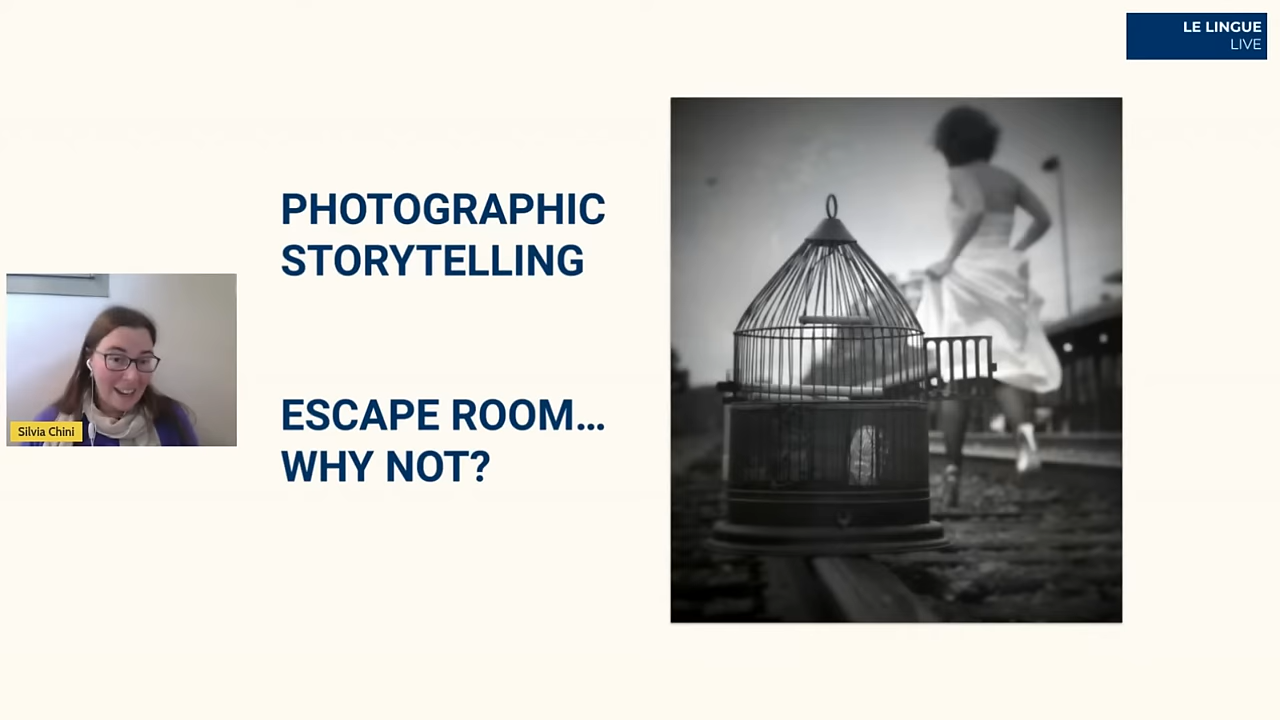 LE LINGUE
LIVE
PHOTOGRAPHIC
STORYTELLING
ESCAPE ROOM...
WHY NOT?
Silvia Chini